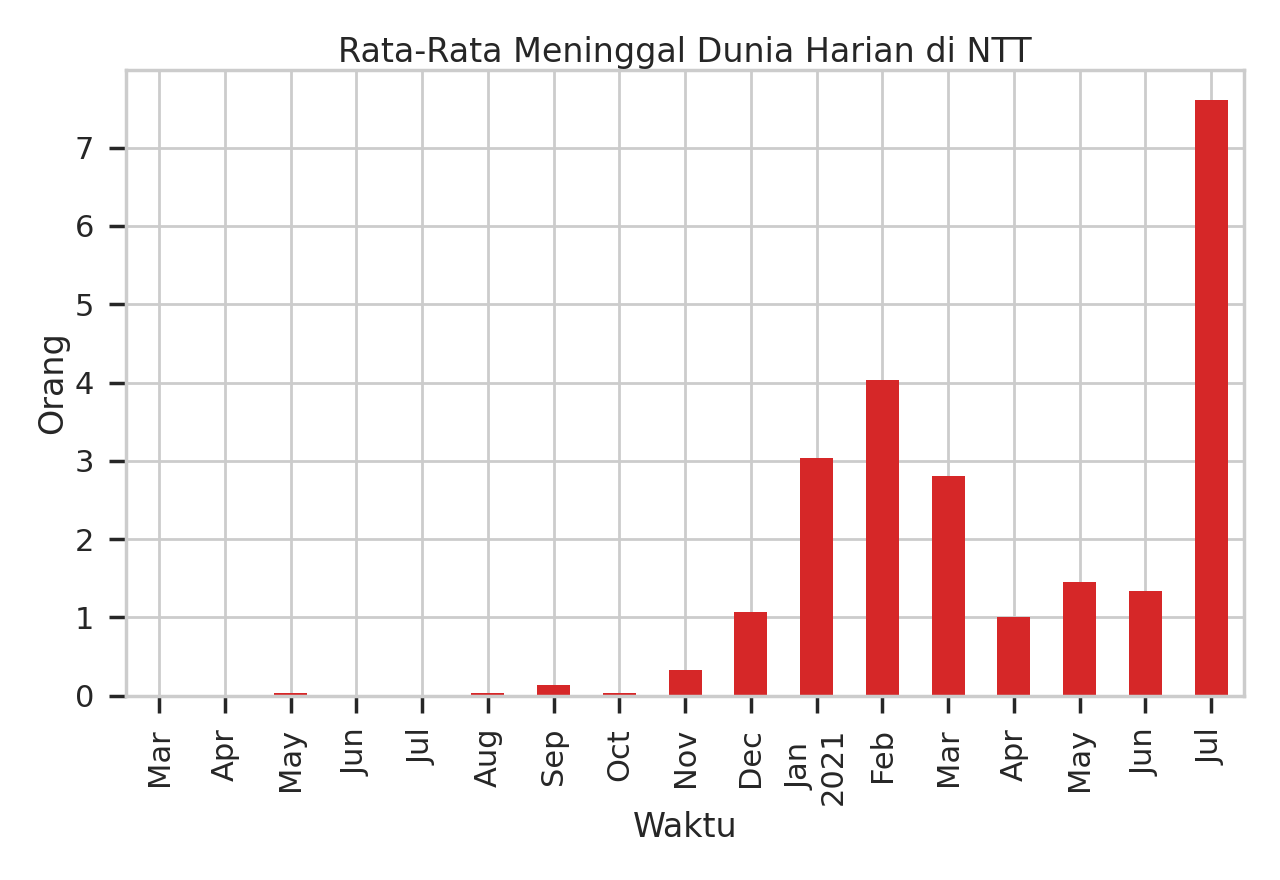 Rata-Rata Meninggal Dunia Harian di NTT
7
6
5
4
3
2
1
0
Orang
Mar
Apr
May
Jun
Jul
Aug
Sep
Oct
Nov
Dec
Jan
2021
Feb
Mar
Apr
May
Jun
Jul
Waktu